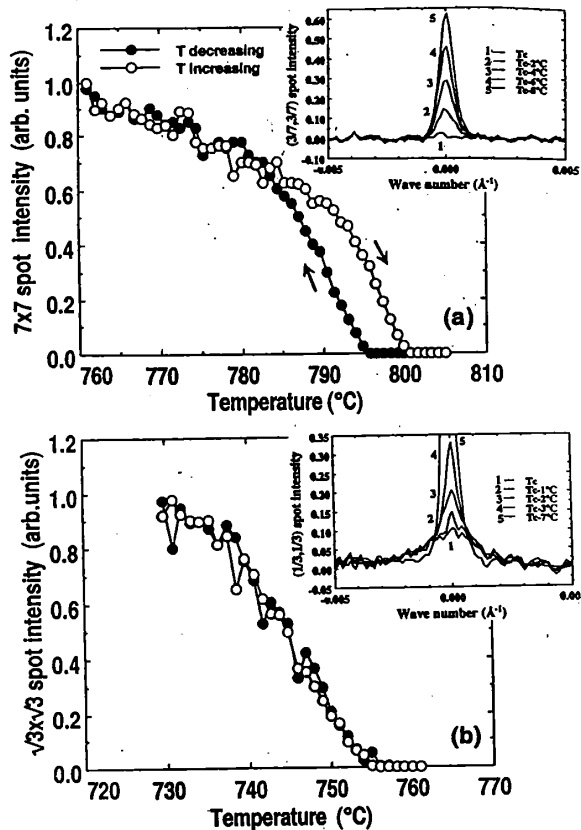 1.2
1.0
0.8
0.6
0.4
0.2
0.0
7x7 spot intensity (arb. units)
T decreasing
T increasing
(a)
760 770 780 790 800 810
Temperature (°C)
0.60
0.50
0.40
0.30
0.20
0.10
0.00
-0.10
(3/7,3/7) spot intensity
5
4
3
2
1
1
2
3
4
5
Tc
-0.005 0.000 0.005
Wave number (Å⁻¹)
1.2
1.0
0.8
0.6
0.4
0.2
0.0
√3x√3 spot intensity (arb.units)
(b)
720 730 740 750 760 770
Temperature (°C)
0.35
0.30
0.25
0.20
0.15
0.10
0.05
0.00
-0.05
(1/3,1/3) spot intensity
5
4
3
2
1
1
2
3
4
5
Tc
-0.005 0.000 0.00
Wave number (Å⁻¹)